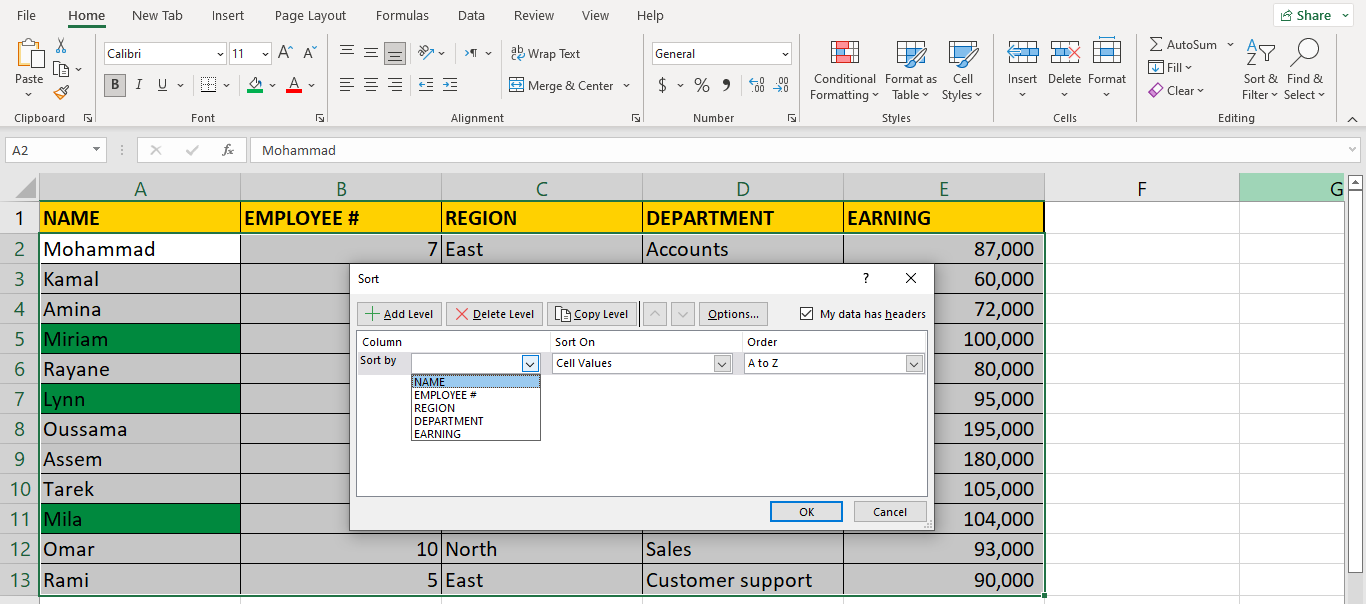 File Home New Tab Insert Page Layout Formulas Data Review View Help Share
Calibri 11 Wrap Text General AutoSum
Paste Conditional Format as Cell Insert Delete Format Fill Sort & Find &
B I U Merge & Center $ % 9 Formatting Table Styles Clear Filter Select
Clipboard Font Alignment Number Styles Cells Editing
A2 fx Mohammad
A B C D E F G
1 NAME EMPLOYEE # REGION DEPARTMENT EARNING
2 Mohammad 7 East Accounts 87,000
3 Kamal 60,000
4 Amina 72,000
5 Miriam 100,000
6 Rayane 80,000
7 Lynn 95,000
8 Oussama 195,000
9 Assem 180,000
10 Tarek 105,000
11 Mila 104,000
12 Omar 10 North Sales 93,000
13 Rami 5 East Customer support 90,000
Sort ?
Add Level Delete Level Copy Level Options... My data has headers
Column Sort On Order
Sort by Cell Values A to Z
NAME
EMPLOYEE #
REGION
DEPARTMENT
EARNING
OK Cancel